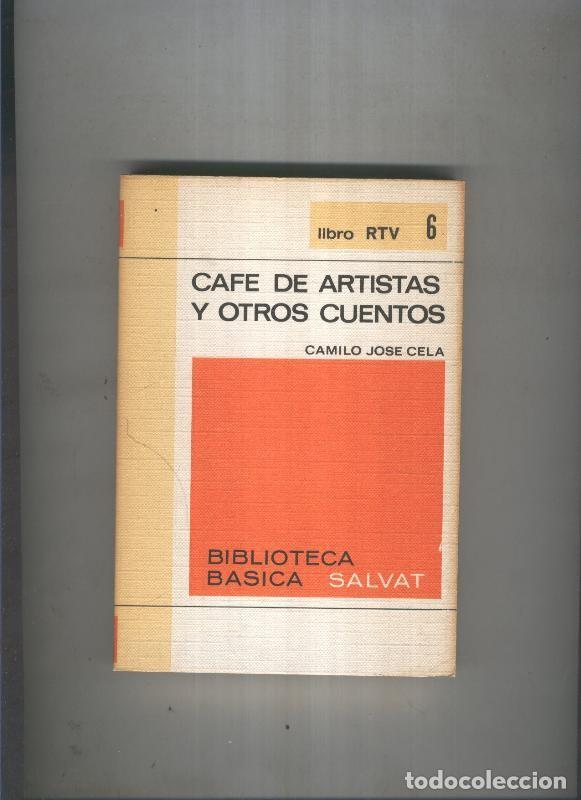 libro RTV 6
CAFE DE ARTISTAS
Y OTROS CUENTOS
CAMILO JOSE CELA
BIBLIOTECA
BASICA SALVAT
todocoleccion